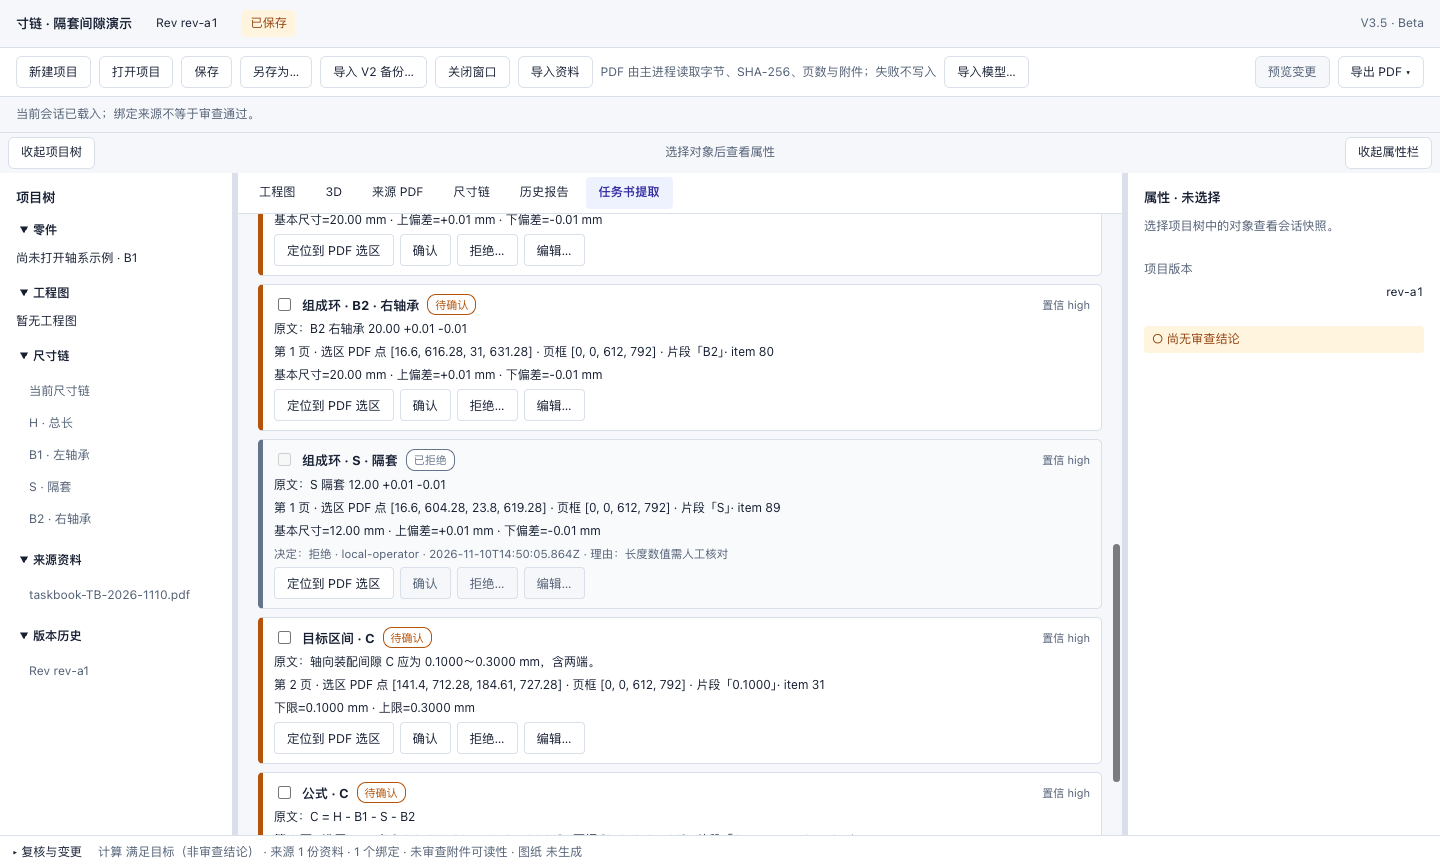 寸链 · 隔套间隙演示 Rev rev-a1 已保存 V3.5 · Beta
新建项目 打开项目 保存 另存为... 导入 V2 备份... 关闭窗口 导入资料 PDF 由主进程读取字节、SHA-256、页数与附件；失败不写入 导入模型... 预览变更 导出 PDF ▾
当前会话已载入；绑定来源不等于审查通过。
收起项目树 选择对象后查看属性 收起属性栏
项目树
▼ 零件
尚未打开轴系示例 · B1
▼ 工程图
暂无工程图
▼ 尺寸链
当前尺寸链
H · 总长
B1 · 左轴承
S · 隔套
B2 · 右轴承
▼ 来源资料
taskbook-TB-2026-1110.pdf
▼ 版本历史
Rev rev-a1
工程图 3D 来源 PDF 尺寸链 历史报告 任务书提取
基本尺寸=20.00 mm · 上偏差=+0.01 mm · 下偏差=-0.01 mm
定位到 PDF 选区 确认 拒绝... 编辑...
组成环 · B2 · 右轴承 待确认 置信 high
原文：B2 右轴承 20.00 +0.01 -0.01
第 1 页 · 选区 PDF 点 [16.6, 616.28, 31, 631.28] · 页框 [0, 0, 612, 792] · 片段「B2」· item 80
基本尺寸=20.00 mm · 上偏差=+0.01 mm · 下偏差=-0.01 mm
定位到 PDF 选区 确认 拒绝... 编辑...
组成环 · S · 隔套 已拒绝 置信 high
原文：S 隔套 12.00 +0.01 -0.01
第 1 页 · 选区 PDF 点 [16.6, 604.28, 23.8, 619.28] · 页框 [0, 0, 612, 792] · 片段「S」· item 89
基本尺寸=12.00 mm · 上偏差=+0.01 mm · 下偏差=-0.01 mm
决定：拒绝 · local-operator · 2026-11-10T14:50:05.864Z · 理由：长度数值需人工核对
定位到 PDF 选区 确认 拒绝... 编辑...
目标区间 · C 待确认 置信 high
原文：轴向装配间隙 C 应为 0.1000～0.3000 mm，含两端。
第 2 页 · 选区 PDF 点 [141.4, 712.28, 184.61, 727.28] · 页框 [0, 0, 612, 792] · 片段「0.1000」· item 31
下限=0.1000 mm · 上限=0.3000 mm
定位到 PDF 选区 确认 拒绝... 编辑...
公式 · C 待确认 置信 high
原文：C = H - B1 - S - B2
属性 · 未选择
选择项目树中的对象查看会话快照。
项目版本
rev-a1
尚无审查结论
▸ 复核与变更 计算 满足目标（非审查结论） · 来源 1 份资料 · 1 个绑定 · 未审查附件可读性 · 图纸 未生成